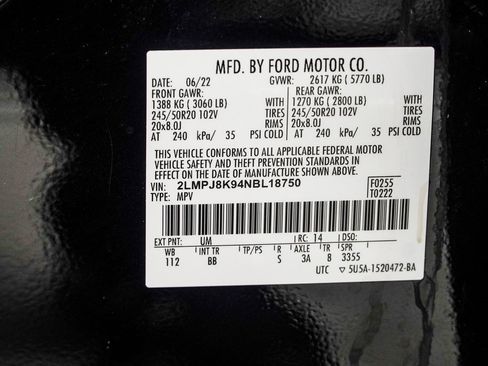 MFD. BY FORD MOTOR CO.
DATE: 06/22 GVWR: 2617 KG ( 5770 LB)
FRONT GAWR: REAR GAWR:
1388 KG ( 3060 LB) WITH 1270 KG ( 2800 LB) WITH
245/50R20 102V TIRES 245/50R20 102V TIRES
20x8.0J RIMS 20x8.0J RIMS
AT 240 kPa/ 35 PSI COLD AT 240 kPa/ 35 PSI COLD
THIS VEHICLE CONFORMS TO ALL APPLICABLE FEDERAL MOTOR
VEHICLE SAFETY AND THEFT PREVENTION STANDARDS IN
EFFECT ON THE DATE OF MANUFACTURE SHOWN ABOVE.
VIN: 2LMPJ8K94NBL18750 F0255
TYPE: MPV T0222
EXT PNT: UM RC: 14 DSO:
WB INT TR TP/PS R AXLE TR SPR
112 BB S 3A 8 3355
UTC ▽ 5U5A-1520472-BA